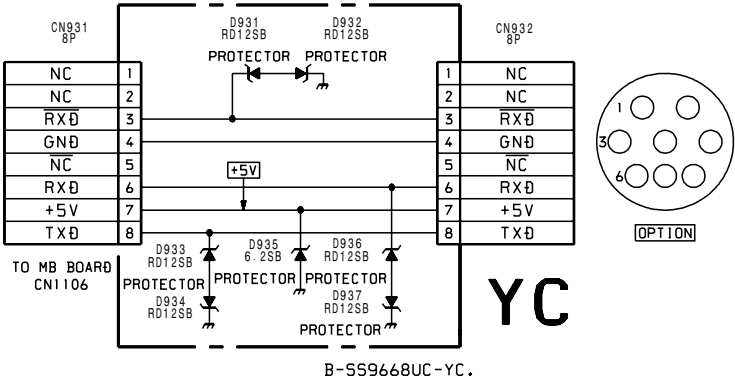 CN931
8P
NC 1
NC 2
RXD 3
GND 4
NC 5
RXD 6
+5V 7
TXD 8
TO MB BOARD
CN1106
D931
RD12SB
PROTECTOR
D932
RD12SB
PROTECTOR
+5V
D933
RD12SB
PROTECTOR
D934
RD12SB
D935
6.2SB
PROTECTOR
D936
RD12SB
PROTECTOR
D937
RD12SB
PROTECTOR
CN932
8P
1 NC
2 NC
3 RXD
4 GND
5 NC
6 RXD
7 +5V
8 TXD
1
3
6
OPTION
YC
B-SS9668UC-YC.